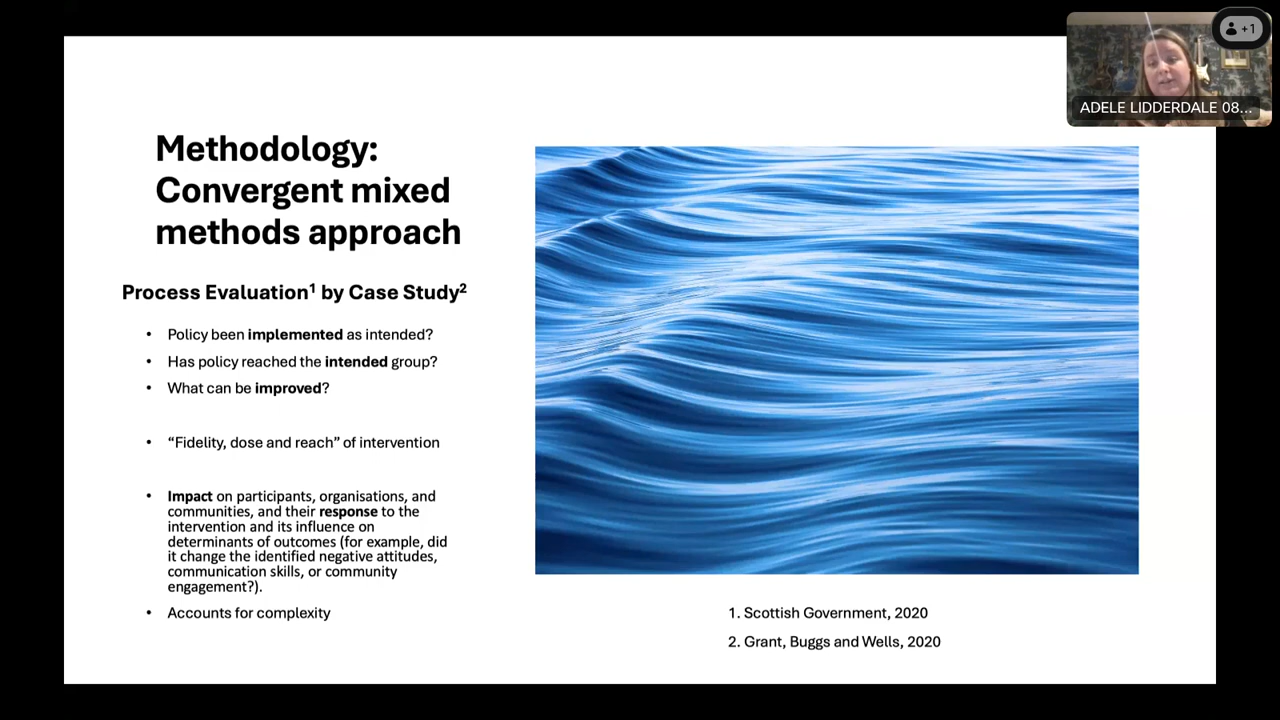 +1
ADELE LIDDERDALE 08...
Methodology:
Convergent mixed
methods approach
Process Evaluation¹ by Case Study²
• Policy been implemented as intended?
• Has policy reached the intended group?
• What can be improved?
• “Fidelity, dose and reach” of intervention
• Impact on participants, organisations, and
communities, and their response to the
intervention and its influence on
determinants of outcomes (for example, did
it change the identified negative attitudes,
communication skills, or community
engagement?).
• Accounts for complexity
1. Scottish Government, 2020
2. Grant, Buggs and Wells, 2020